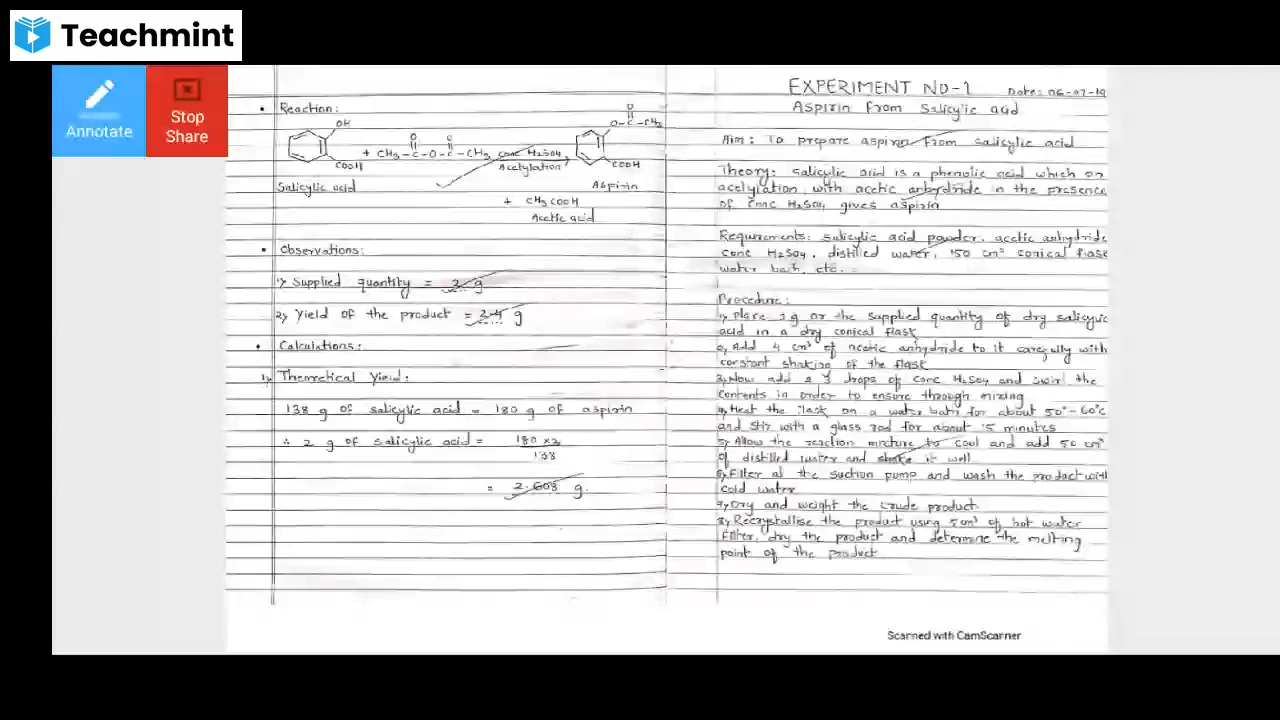 Teachmint
Annotate
Stop
Share
• Reaction:
OH
COOH
+ CH3-C-O-C-CH3
O O
Conc H2SO4
Acetylation
O
O-C-CH3
COOH
Salicylic acid
Aspirin
+ CH3COOH
Acetic acid
• Observations:
1) Supplied quantity = 2 g
2) Yield of the product = 2.4 g
• Calculations:
1) Theoretical Yield:
138 g of salicylic acid = 180 g of aspirin
∴ 2 g of salicylic acid = 180 x 2
138
= 2.608 g.
EXPERIMENT NO-1
Date: 06-07-19
Aspirin from Salicylic acid
Aim: To prepare aspirin from salicylic acid
Theory: Salicylic acid is a phenolic acid which on
acetylation with acetic anhydride in the presence
of conc H2SO4 gives aspirin
Requirements: Salicylic acid powder, acetic anhydride
conc H2SO4, distilled water, 150 cm³ conical flask
water bath, etc.
Procedure:
1) Place 2g or the supplied quantity of dry salicylic
acid in a dry conical flask
2) Add 4 cm³ of acetic anhydride to it carefully with
constant shaking of the flask
3) Now add 2 3 drops of conc H2SO4 and swirl the
contents in order to ensure through mixing
4) Heat the flask on a water bath for about 50°-60°c
and stir with a glass rod for about 15 minutes
5) Allow the reaction mixture to cool and add 50 cm³
of distilled water and shake it well
6) Filter at the suction pump and wash the product with
cold water
7) Dry and weight the crude product
8) Recrystallise the product using 5cm³ of hot water
Filter, dry the product and determine the melting
point of the product
Scanned with CamScanner